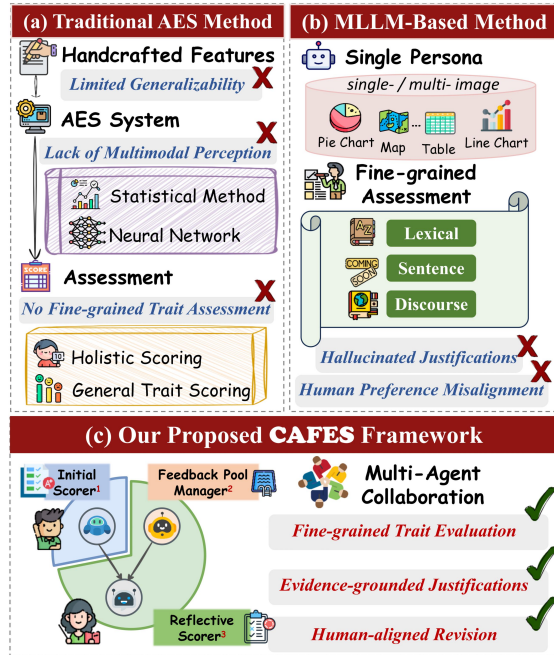 (a) Traditional AES Method
Handcrafted Features
Limited Generalizability
X
AES System
X
Lack of Multimodal Perception
Statistical Method
Neural Network
SCORE
Assessment
X
No Fine-grained Trait Assessment
10
Holistic Scoring
General Trait Scoring
(b) MLLM-Based Method
Single Persona
single- / multi- image
Pie Chart
Map
...
Table
Line Chart
Fine-grained
Assessment
A Z
Lexical
COMING
SOON
Sentence
Discourse
X
Hallucinated Justifications
X
Human Preference Misalignment
(c) Our Proposed CAFES Framework
A+
Initial
Scorer1
Feedback Pool
Manager2
Reflective
Scorer3
Multi-Agent
Collaboration
Fine-grained Trait Evaluation
Evidence-grounded Justifications
Human-aligned Revision